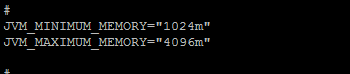 #
JVM_MINIMUM_MEMORY="1024m"
JVM_MAXIMUM_MEMORY="4096m"
#